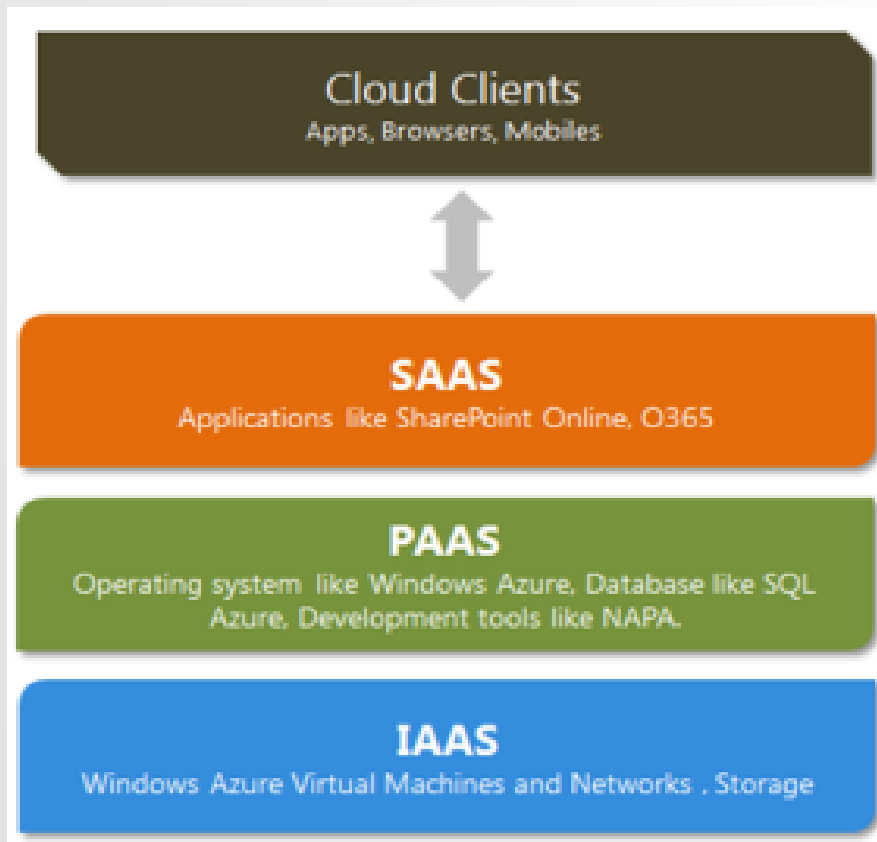 Cloud Clients
Apps, Browsers, Mobiles
SAAS
Applications like SharePoint Online, O365
PAAS
Operating system like Windows Azure, Database like SQL
Azure, Development tools like NAPA.
IAAS
Windows Azure Virtual Machines and Networks , Storage